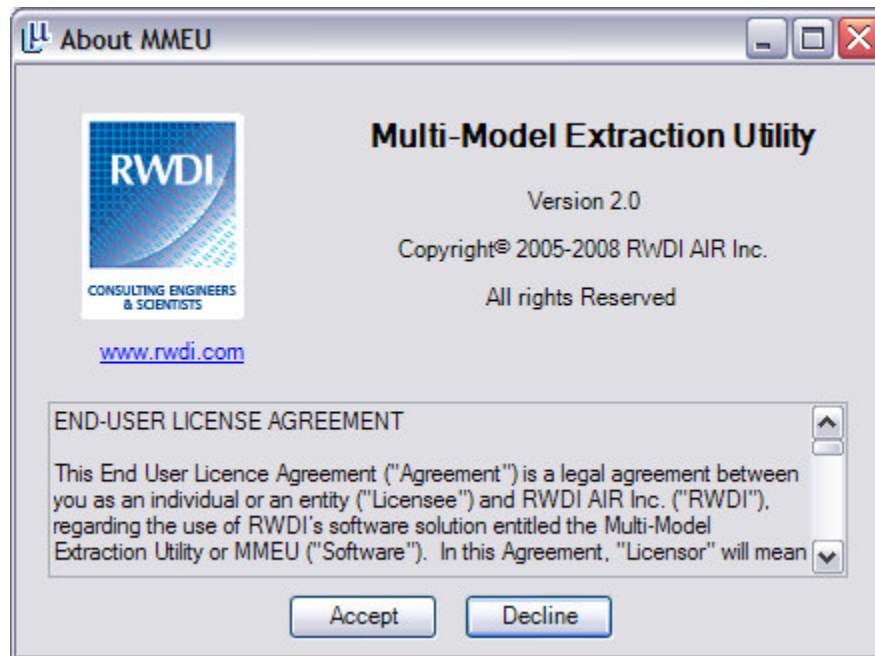 About MMEU
RWDI
CONSULTING ENGINEERS
& SCIENTISTS
www.rwdi.com
Multi-Model Extraction Utility
Version 2.0
Copyright© 2005-2008 RWDI AIR Inc.
All rights Reserved
END-USER LICENSE AGREEMENT
This End User Licence Agreement ("Agreement") is a legal agreement between
you as an individual or an entity ("Licensee") and RWDI AIR Inc. ("RWDI"),
regarding the use of RWDI's software solution entitled the Multi-Model
Extraction Utility or MMEU ("Software").  In this Agreement, "Licensor" will mean
Accept
Decline